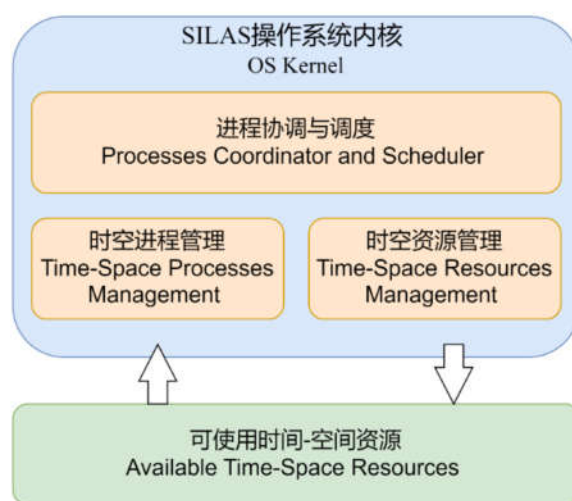 SILAS操作系统内核
OS Kernel
进程协调与调度
Processes Coordinator and Scheduler
时空进程管理
Time-Space Processes
Management
时空资源管理
Time-Space Resources
Management
可使用时间-空间资源
Available Time-Space Resources